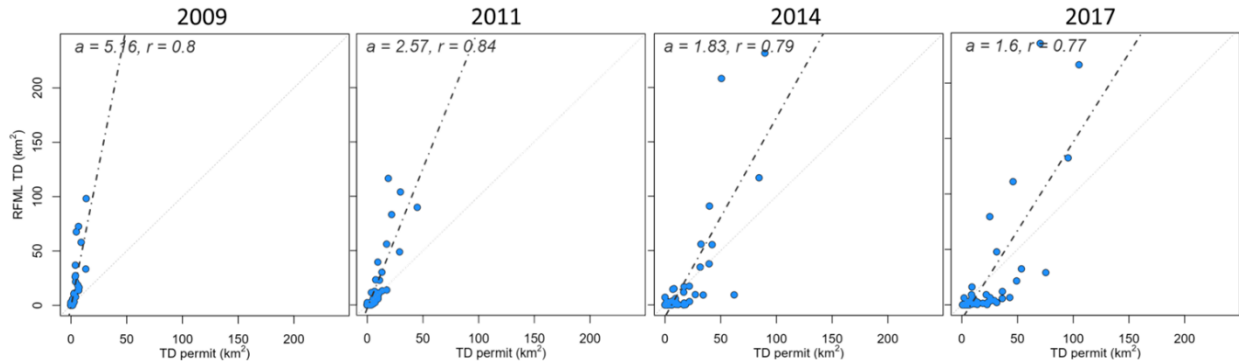 2009 2011 2014 2017
a = 5.16, r = 0.8 a = 2.57, r = 0.84 a = 1.83, r = 0.79 a = 1.6, r = 0.77
RFML TD (km²)
200
150
100
50
0
0 50 100 150 200 0 50 100 150 200 0 50 100 150 200 0 50 100 150 200
TD permit (km²) TD permit (km²) TD permit (km²) TD permit (km²)